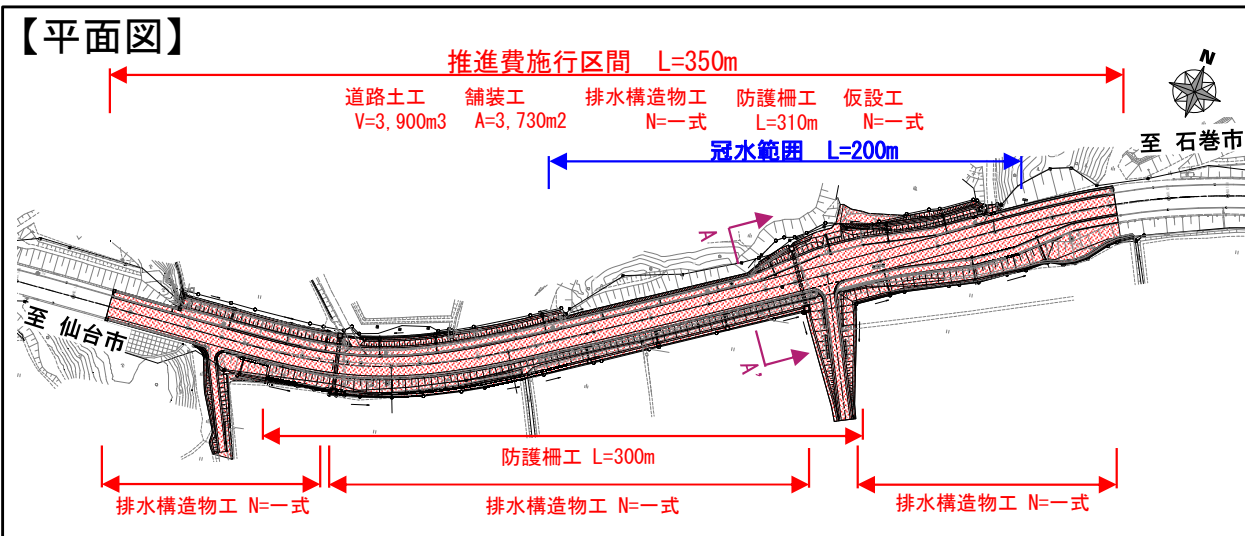 【平面図】
推進費施行区間 L=350m
道路土工 舗装工 排水構造物工 防護柵工 仮設工
V=3,900m3 A=3,730m2 N=一式 L=310m N=一式
冠水範囲 L=200m
N
至 石巻市
A
至 仙台市
A'
防護柵工 L=300m
排水構造物工 N=一式
排水構造物工 N=一式
排水構造物工 N=一式